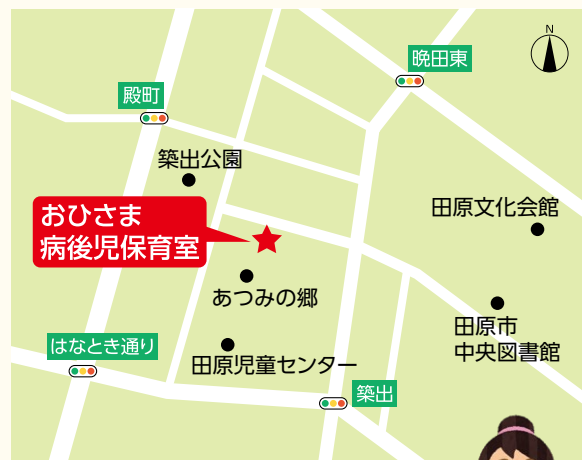 N
晩田東
殿町
築出公園
おひさま
病後児保育室
田原文化会館
あつみの郷
田原市
中央図書館
はなとき通り
田原児童センター
築出